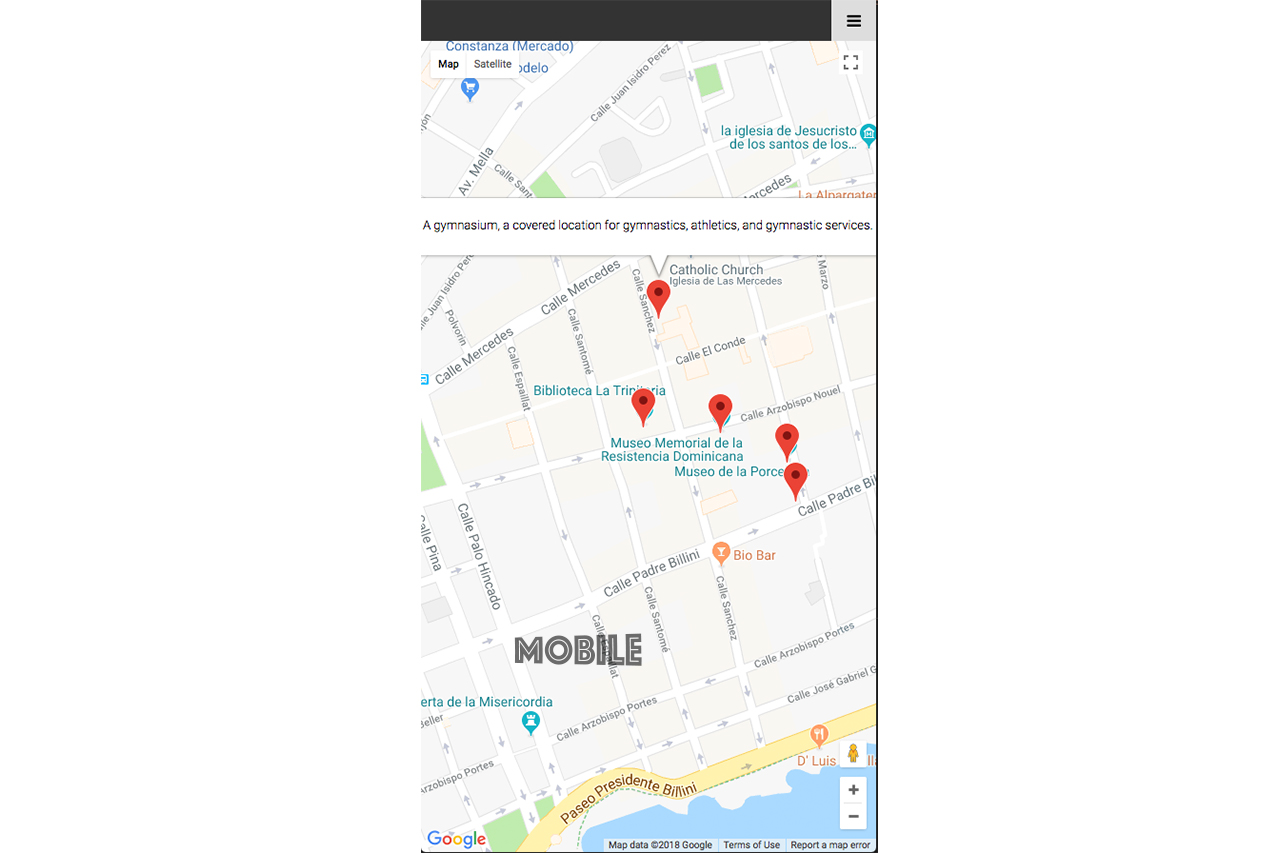 Constanza (Mercado)
Map
Satellite
odelo
Calle Juan Isidro Perez
la iglesia de Jesucristo
de los santos de los...
Av. Mella
Calle San
ercedes
La Alpargater
A gymnasium, a covered location for gymnastics, athletics, and gymnastic services.
Catholic Church
Iglesia de Las Mercedes
lle Juan Isidro Perez
Calle Mercedes
Calle Sanchez
Marzo
Polvorin
Calle Santomé
Calle Mercedes
Calle El Conde
Calle Espaillat
Biblioteca La Trinitaria
Calle Arzobispo Nouel
Museo Memorial de la
Resistencia Dominicana
Museo de la Porce
Calle Padre Bil
Calle Pina
Calle Palo Hincado
Bio Bar
Calle Padre Billini
Calle Sanchez
Calle Santomé
MOBILE
Calle Arzobispo Portes
erta de la Misericordia
Calle José Gabriel G
Beller
Calle Arzobispo Portes
D' Luis
Arzobispo Portes
Paseo Presidente Billini
+
−
Google
Map data ©2018 Google
Terms of Use
Report a map error